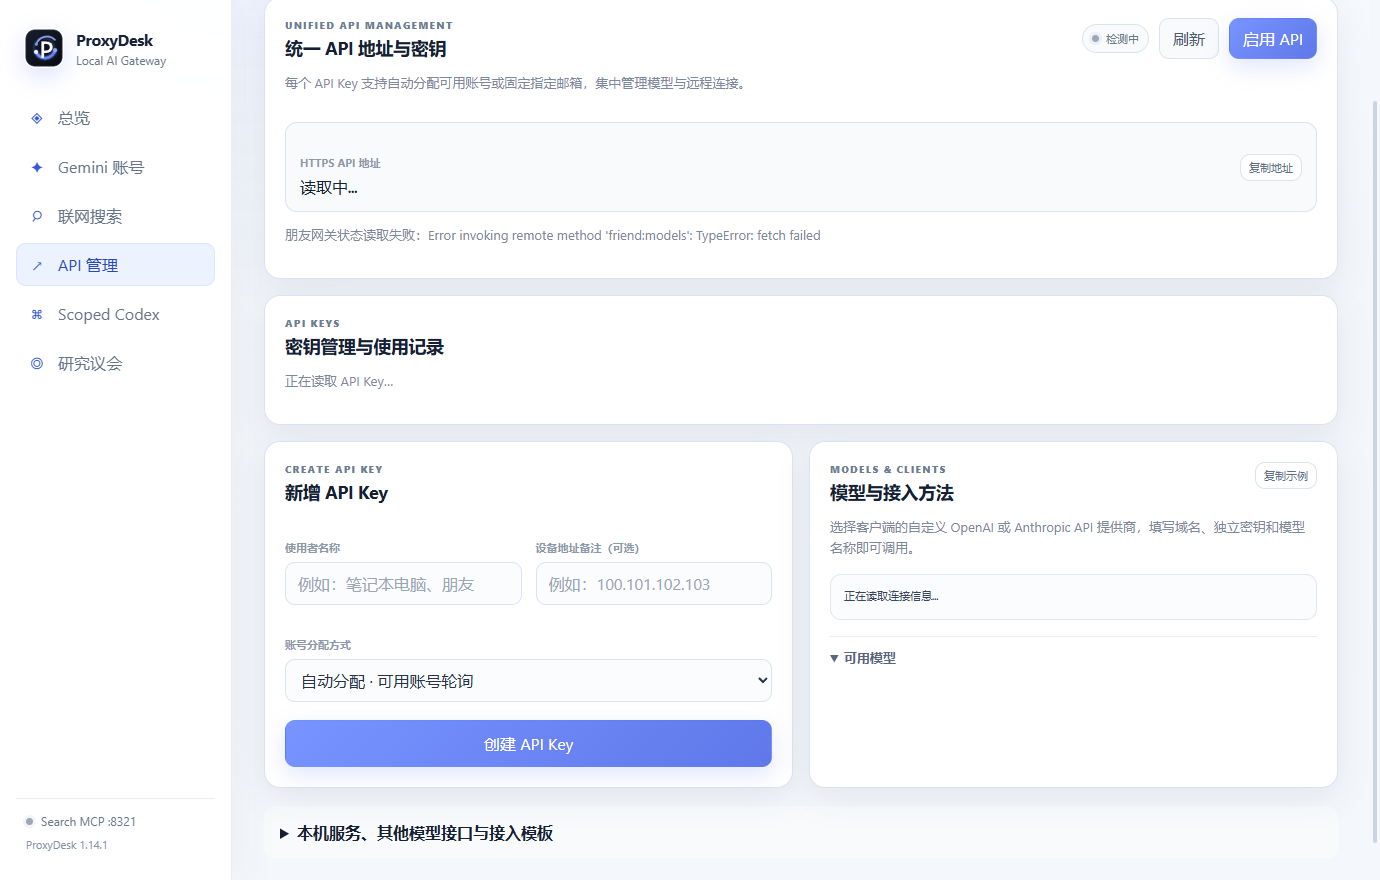 ProxyDesk
Local AI Gateway
总览
Gemini 账号
联网搜索
API 管理
Scoped Codex
研究议会
Search MCP :8321
ProxyDesk 1.14.1
UNIFIED API MANAGEMENT
统一 API 地址与密钥
检测中
刷新
启用 API
每个 API Key 支持自动分配可用账号或固定指定邮箱，集中管理模型与远程连接。
HTTPS API 地址
读取中...
复制地址
朋友网关状态读取失败：Error invoking remote method 'friend:models': TypeError: fetch failed
API KEYS
密钥管理与使用记录
正在读取 API Key...
CREATE API KEY
新增 API Key
使用者名称
设备地址备注（可选）
例如：笔记本电脑、朋友
例如：100.101.102.103
账号分配方式
自动分配 · 可用账号轮询
创建 API Key
MODELS & CLIENTS
模型与接入方法
复制示例
选择客户端的自定义 OpenAI 或 Anthropic API 提供商，填写域名、独立密钥和模型
名称即可调用。
正在读取连接信息...
可用模型
本机服务、其他模型接口与接入模板